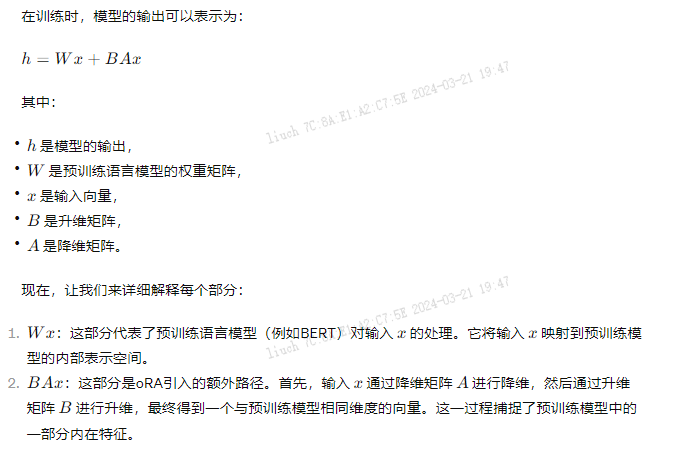 在训练时，模型的输出可以表示为：
h = Wx + BAx
其中：
• h 是模型的输出，
• W 是预训练语言模型的权重矩阵，
• x 是输入向量，
• B 是升维矩阵，
• A 是降维矩阵。
现在，让我们来详细解释每个部分：
1. Wx：这部分代表了预训练语言模型（例如BERT）对输入 x 的处理。它将输入 x 映射到预训练模
型的内部表示空间。
2. BAx：这部分是oRA引入的额外路径。首先，输入 x 通过降维矩阵 A 进行降维，然后通过升维
矩阵 B 进行升维，最终得到一个与预训练模型相同维度的向量。这一过程捕捉了预训练模型中的
一部分内在特征。
liuch 7C:8A:E1:A2:C7:5E 2024-03-21 19:47
liuch 7C:8A:E1:A2:C7:5E 2024-03-21 19:47